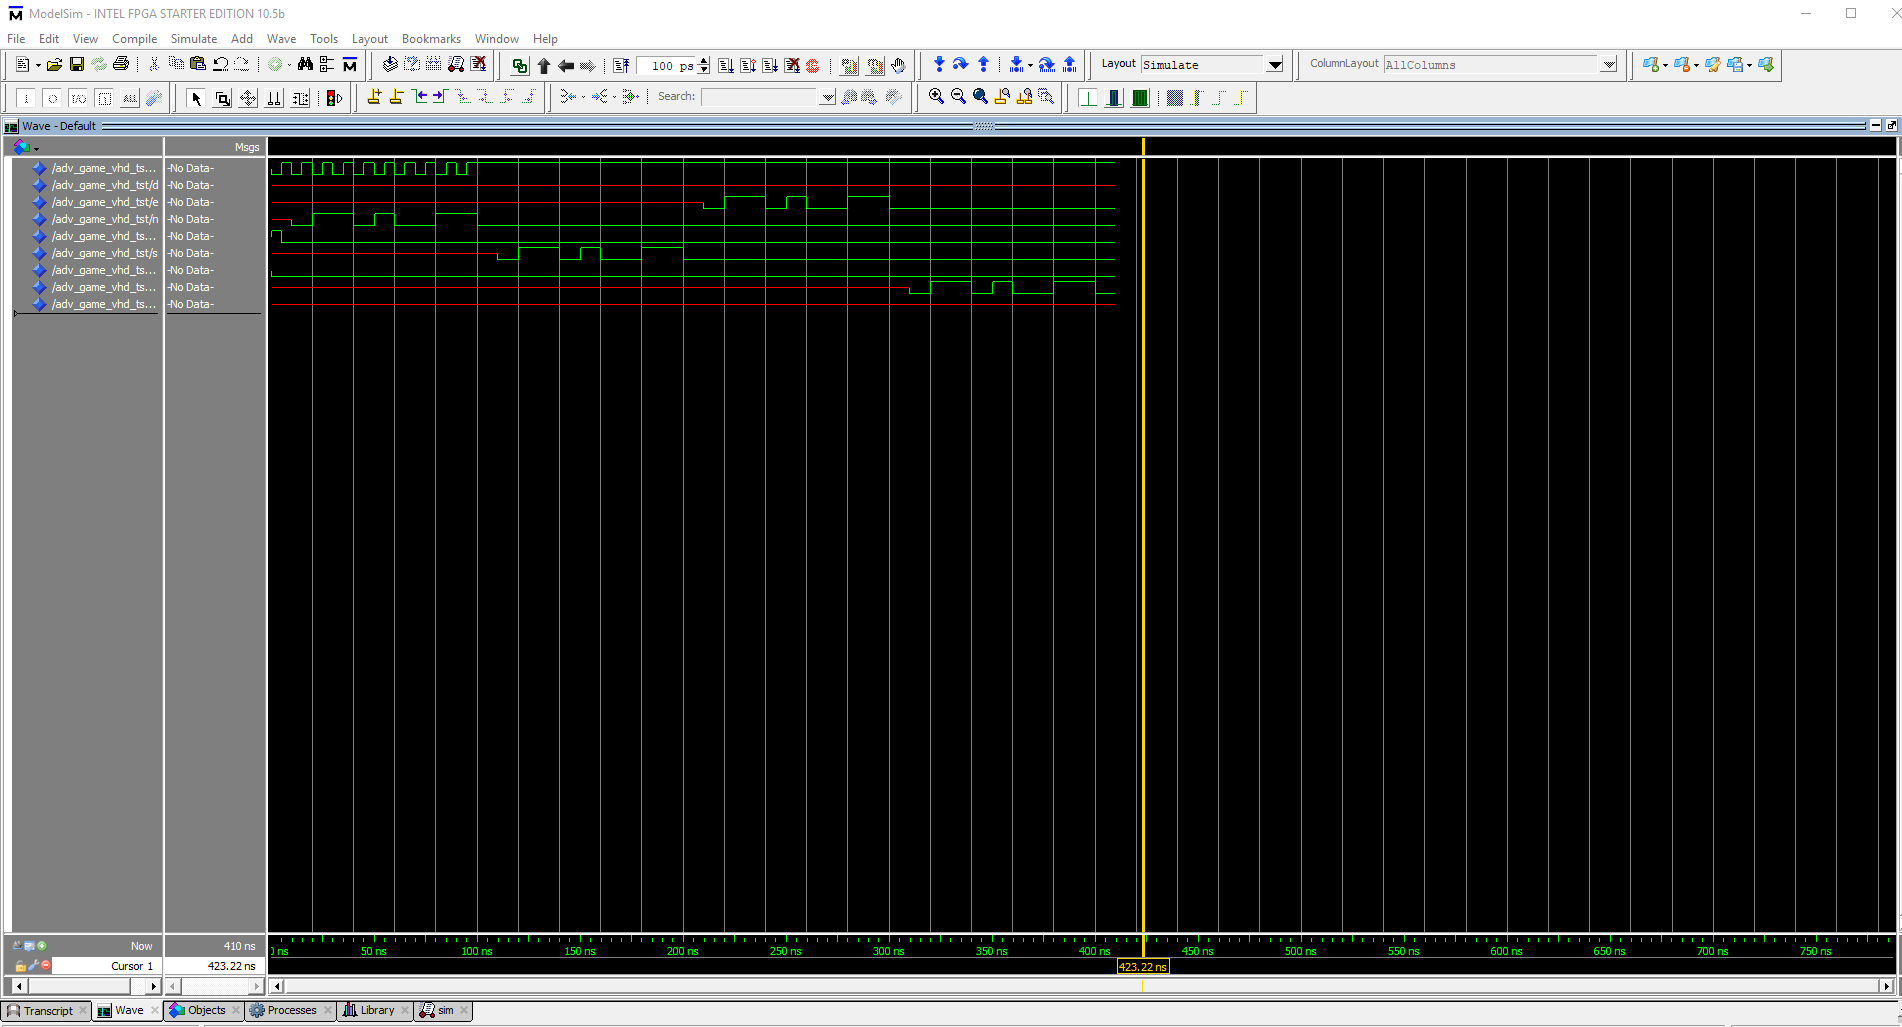 ModelSim - INTEL FPGA STARTER EDITION 10.5b
File Edit View Compile Simulate Add Wave Tools Layout Bookmarks Window Help
100 ps Layout Simulate ColumnLayout AllColumns
Search:
Wave - Default
Msgs
/adv_game_vhd_ts... -No Data-
/adv_game_vhd_tst/d -No Data-
/adv_game_vhd_tst/e -No Data-
/adv_game_vhd_tst/n -No Data-
/adv_game_vhd_ts... -No Data-
/adv_game_vhd_tst/s -No Data-
/adv_game_vhd_ts... -No Data-
/adv_game_vhd_ts... -No Data-
/adv_game_vhd_ts... -No Data-
Now 410 ns
ns 50 ns 100 ns 150 ns 200 ns 250 ns 300 ns 350 ns 400 ns 450 ns 500 ns 550 ns 600 ns 650 ns 700 ns 750 ns
Cursor 1 423.22 ns 423.22 ns
Transcript Wave Objects Processes Library sim